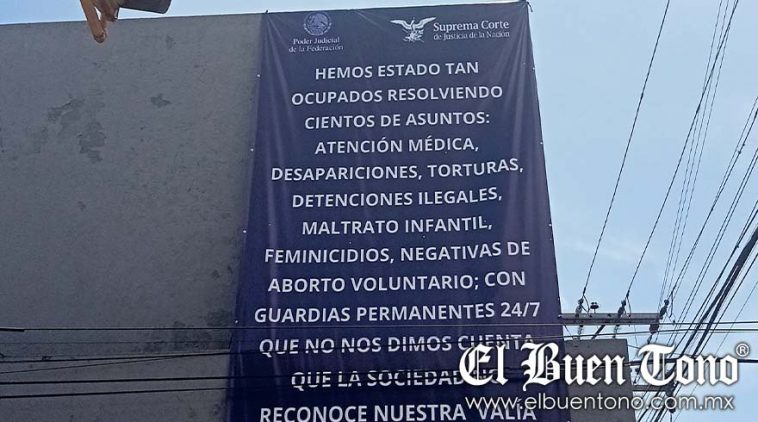 Poder Judicial
de la Federación
Suprema Corte
de Justicia de la Nación
HEMOS ESTADO TAN
OCUPADOS RESOLVIENDO
CIENTOS DE ASUNTOS:
ATENCIÓN MÉDICA,
DESAPARICIONES, TORTURAS,
DETENCIONES ILEGALES,
MALTRATO INFANTIL,
FEMINICIDIOS, NEGATIVAS DE
ABORTO VOLUNTARIO; CON
GUARDIAS PERMANENTES 24/7
QUE NO NOS DIMOS CUENTA
QUE LA SOCIEDAD
RECONOCE NUESTRA VALÍA
El Buen Tono®
www.elbuentono.com.mx